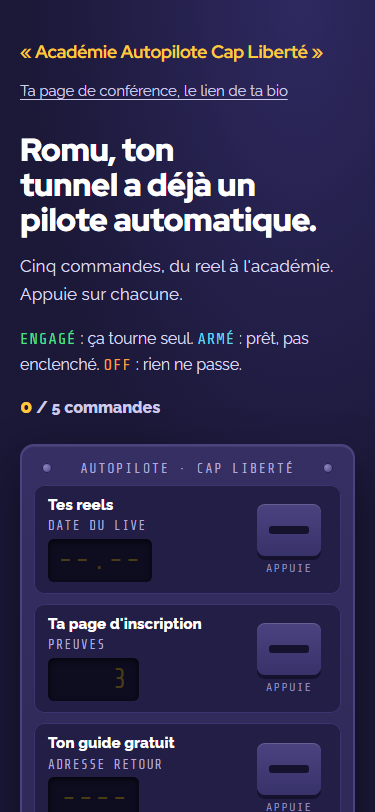 « Académie Autopilote Cap Liberté »
Ta page de conférence, le lien de ta bio
Romu, ton
tunnel a déjà un
pilote automatique.
Cinq commandes, du reel à l'académie.
Appuie sur chacune.
ENGAGÉ : ça tourne seul. ARMÉ : prêt, pas
enclenché. OFF : rien ne passe.
0 / 5 commandes
AUTOPILOTE · CAP LIBERTÉ
Tes reels
DATE DU LIVE
--.--
APPUIE
Ta page d'inscription
PREUVES
3
APPUIE
Ton guide gratuit
ADRESSE RETOUR
----
APPUIE